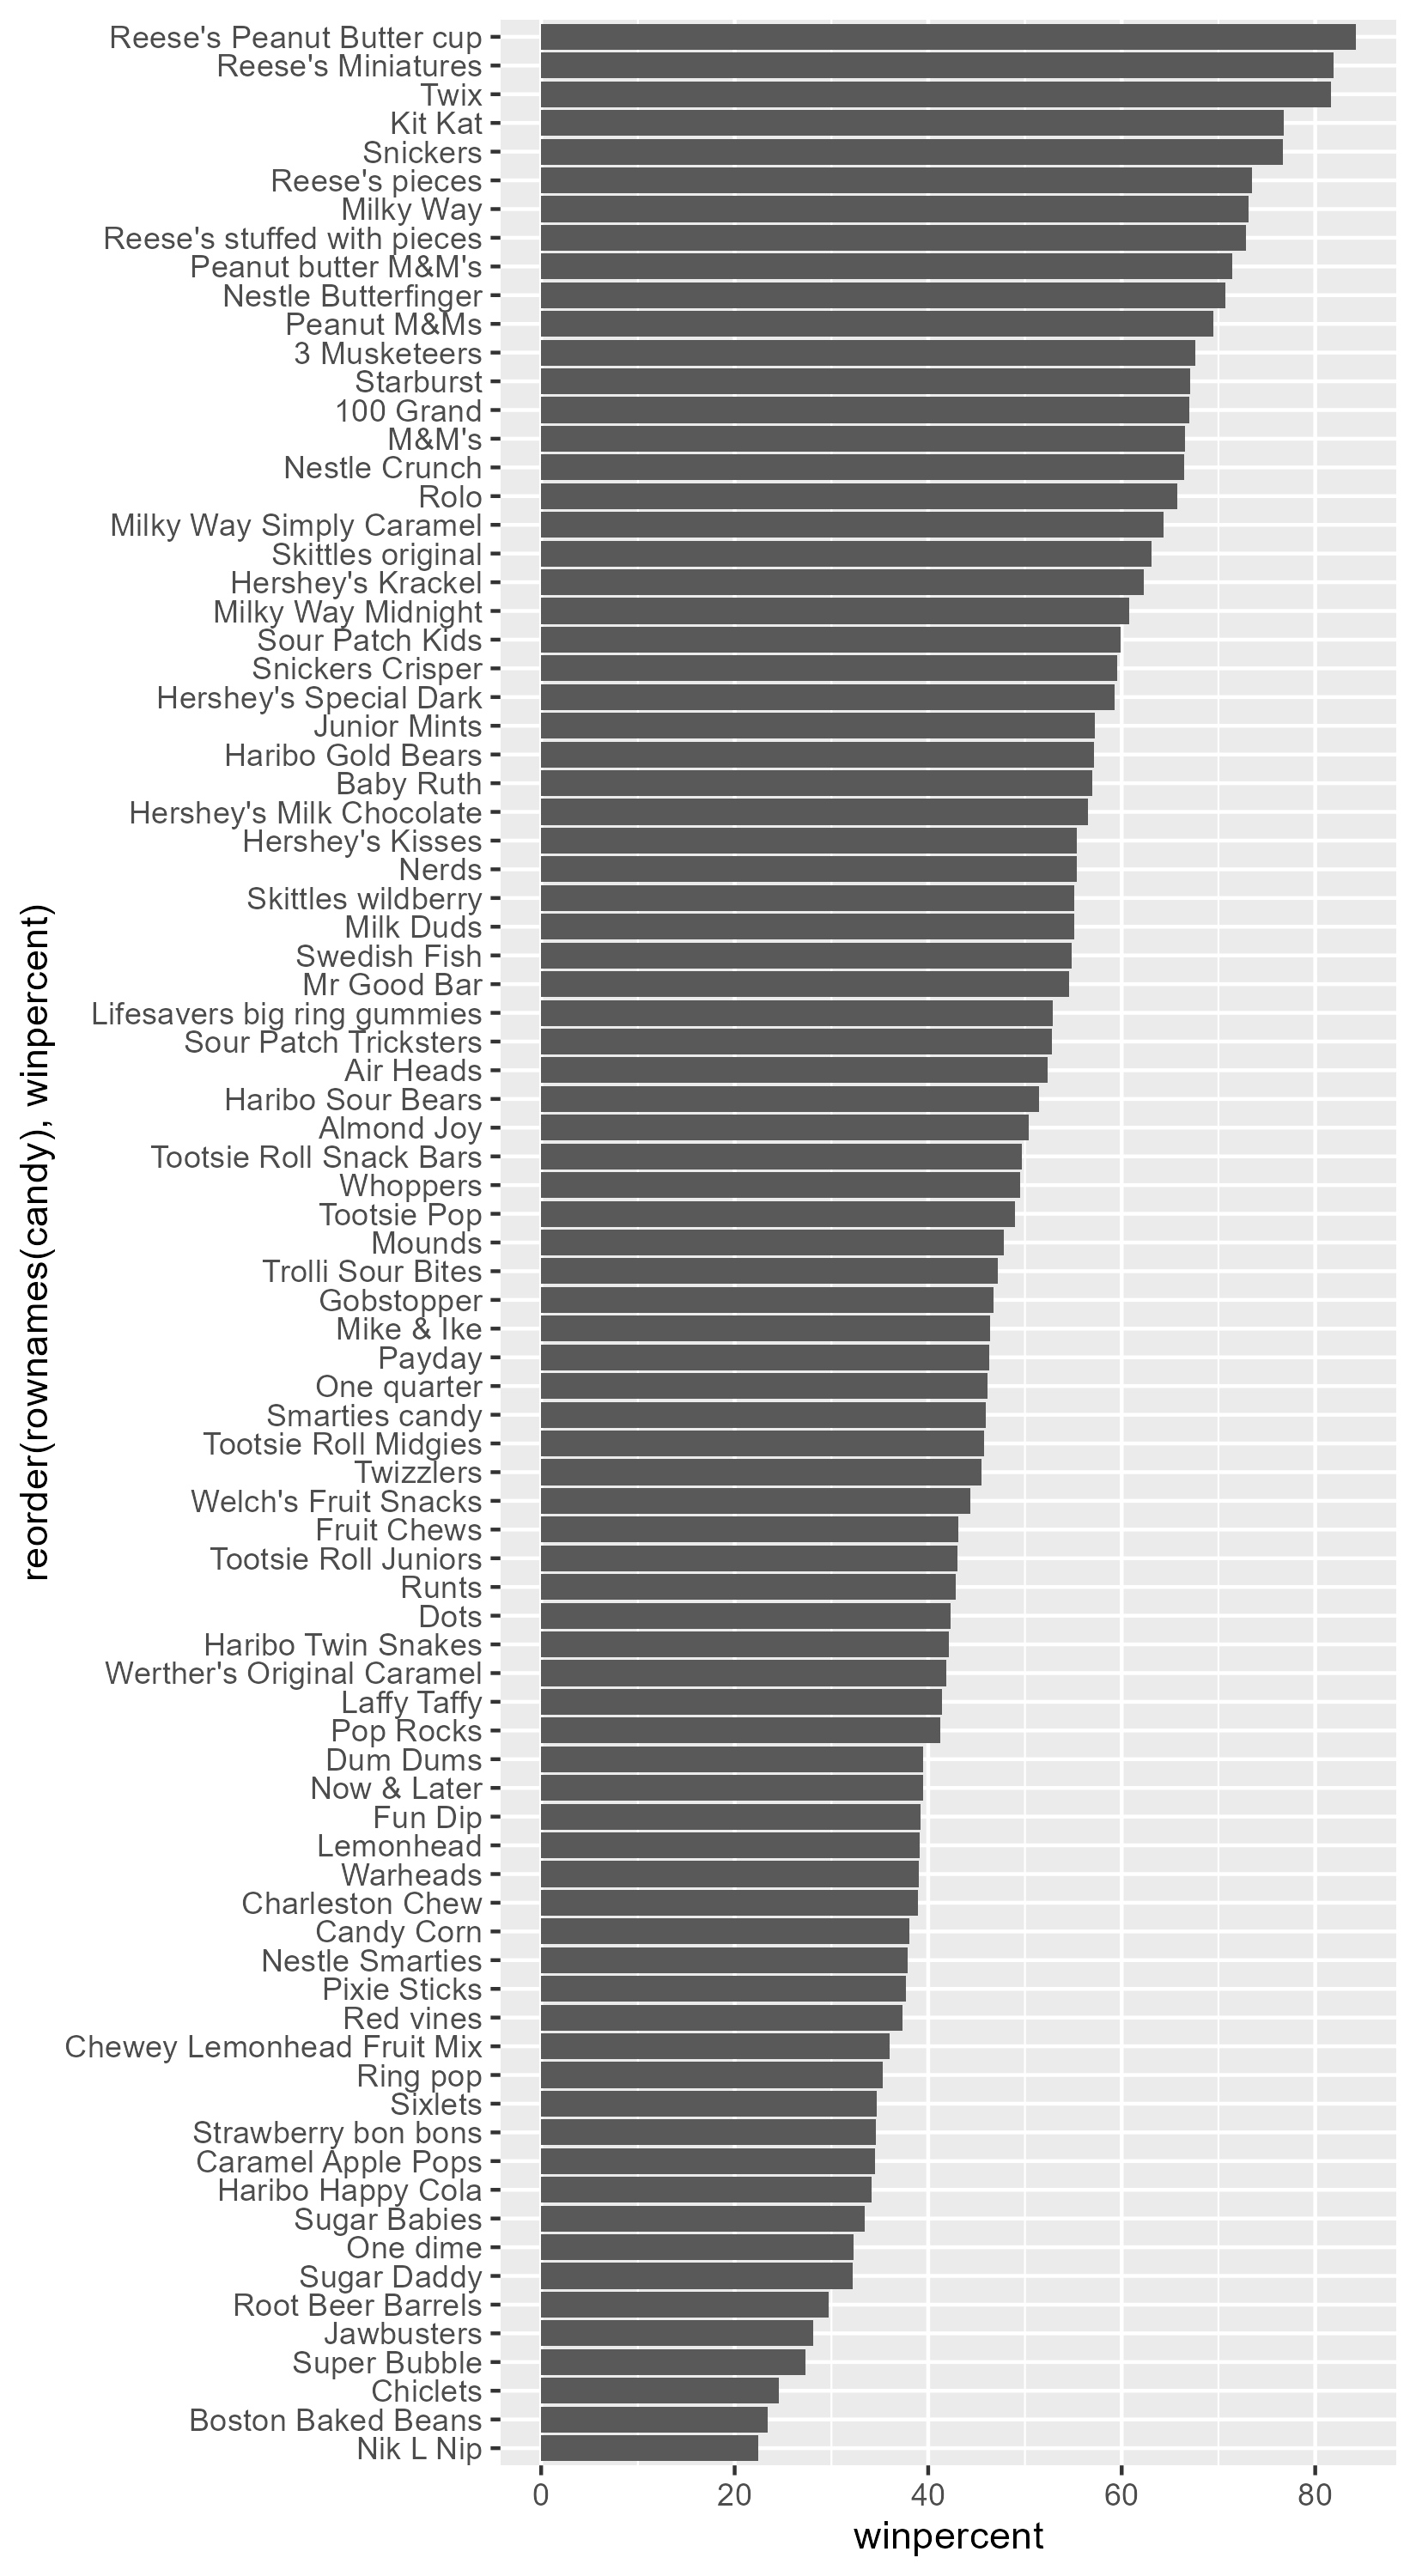 Reese's Peanut Butter cup
Reese's Miniatures
Twix
Kit Kat
Snickers
Reese's pieces
Milky Way
Reese's stuffed with pieces
Peanut butter M&M's
Nestle Butterfinger
Peanut M&Ms
3 Musketeers
Starburst
100 Grand
M&M's
Nestle Crunch
Rolo
Milky Way Simply Caramel
Skittles original
Hershey's Krackel
Milky Way Midnight
Sour Patch Kids
Snickers Crisper
Hershey's Special Dark
Junior Mints
Haribo Gold Bears
Baby Ruth
Hershey's Milk Chocolate
Hershey's Kisses
Nerds
Skittles wildberry
Milk Duds
Swedish Fish
Mr Good Bar
Lifesavers big ring gummies
Sour Patch Tricksters
Air Heads
Haribo Sour Bears
Almond Joy
Tootsie Roll Snack Bars
Whoppers
Tootsie Pop
Mounds
Trolli Sour Bites
Gobstopper
Mike & Ike
Payday
One quarter
Smarties candy
Tootsie Roll Midgies
Twizzlers
Welch's Fruit Snacks
Fruit Chews
Tootsie Roll Juniors
Runts
Dots
Haribo Twin Snakes
Werther's Original Caramel
Laffy Taffy
Pop Rocks
Dum Dums
Now & Later
Fun Dip
Lemonhead
Warheads
Charleston Chew
Candy Corn
Nestle Smarties
Pixie Sticks
Red vines
Chewey Lemonhead Fruit Mix
Ring pop
Sixlets
Strawberry bon bons
Caramel Apple Pops
Haribo Happy Cola
Sugar Babies
One dime
Sugar Daddy
Root Beer Barrels
Jawbusters
Super Bubble
Chiclets
Boston Baked Beans
Nik L Nip
reorder(rownames(candy), winpercent)
0 20 40 60 80
winpercent